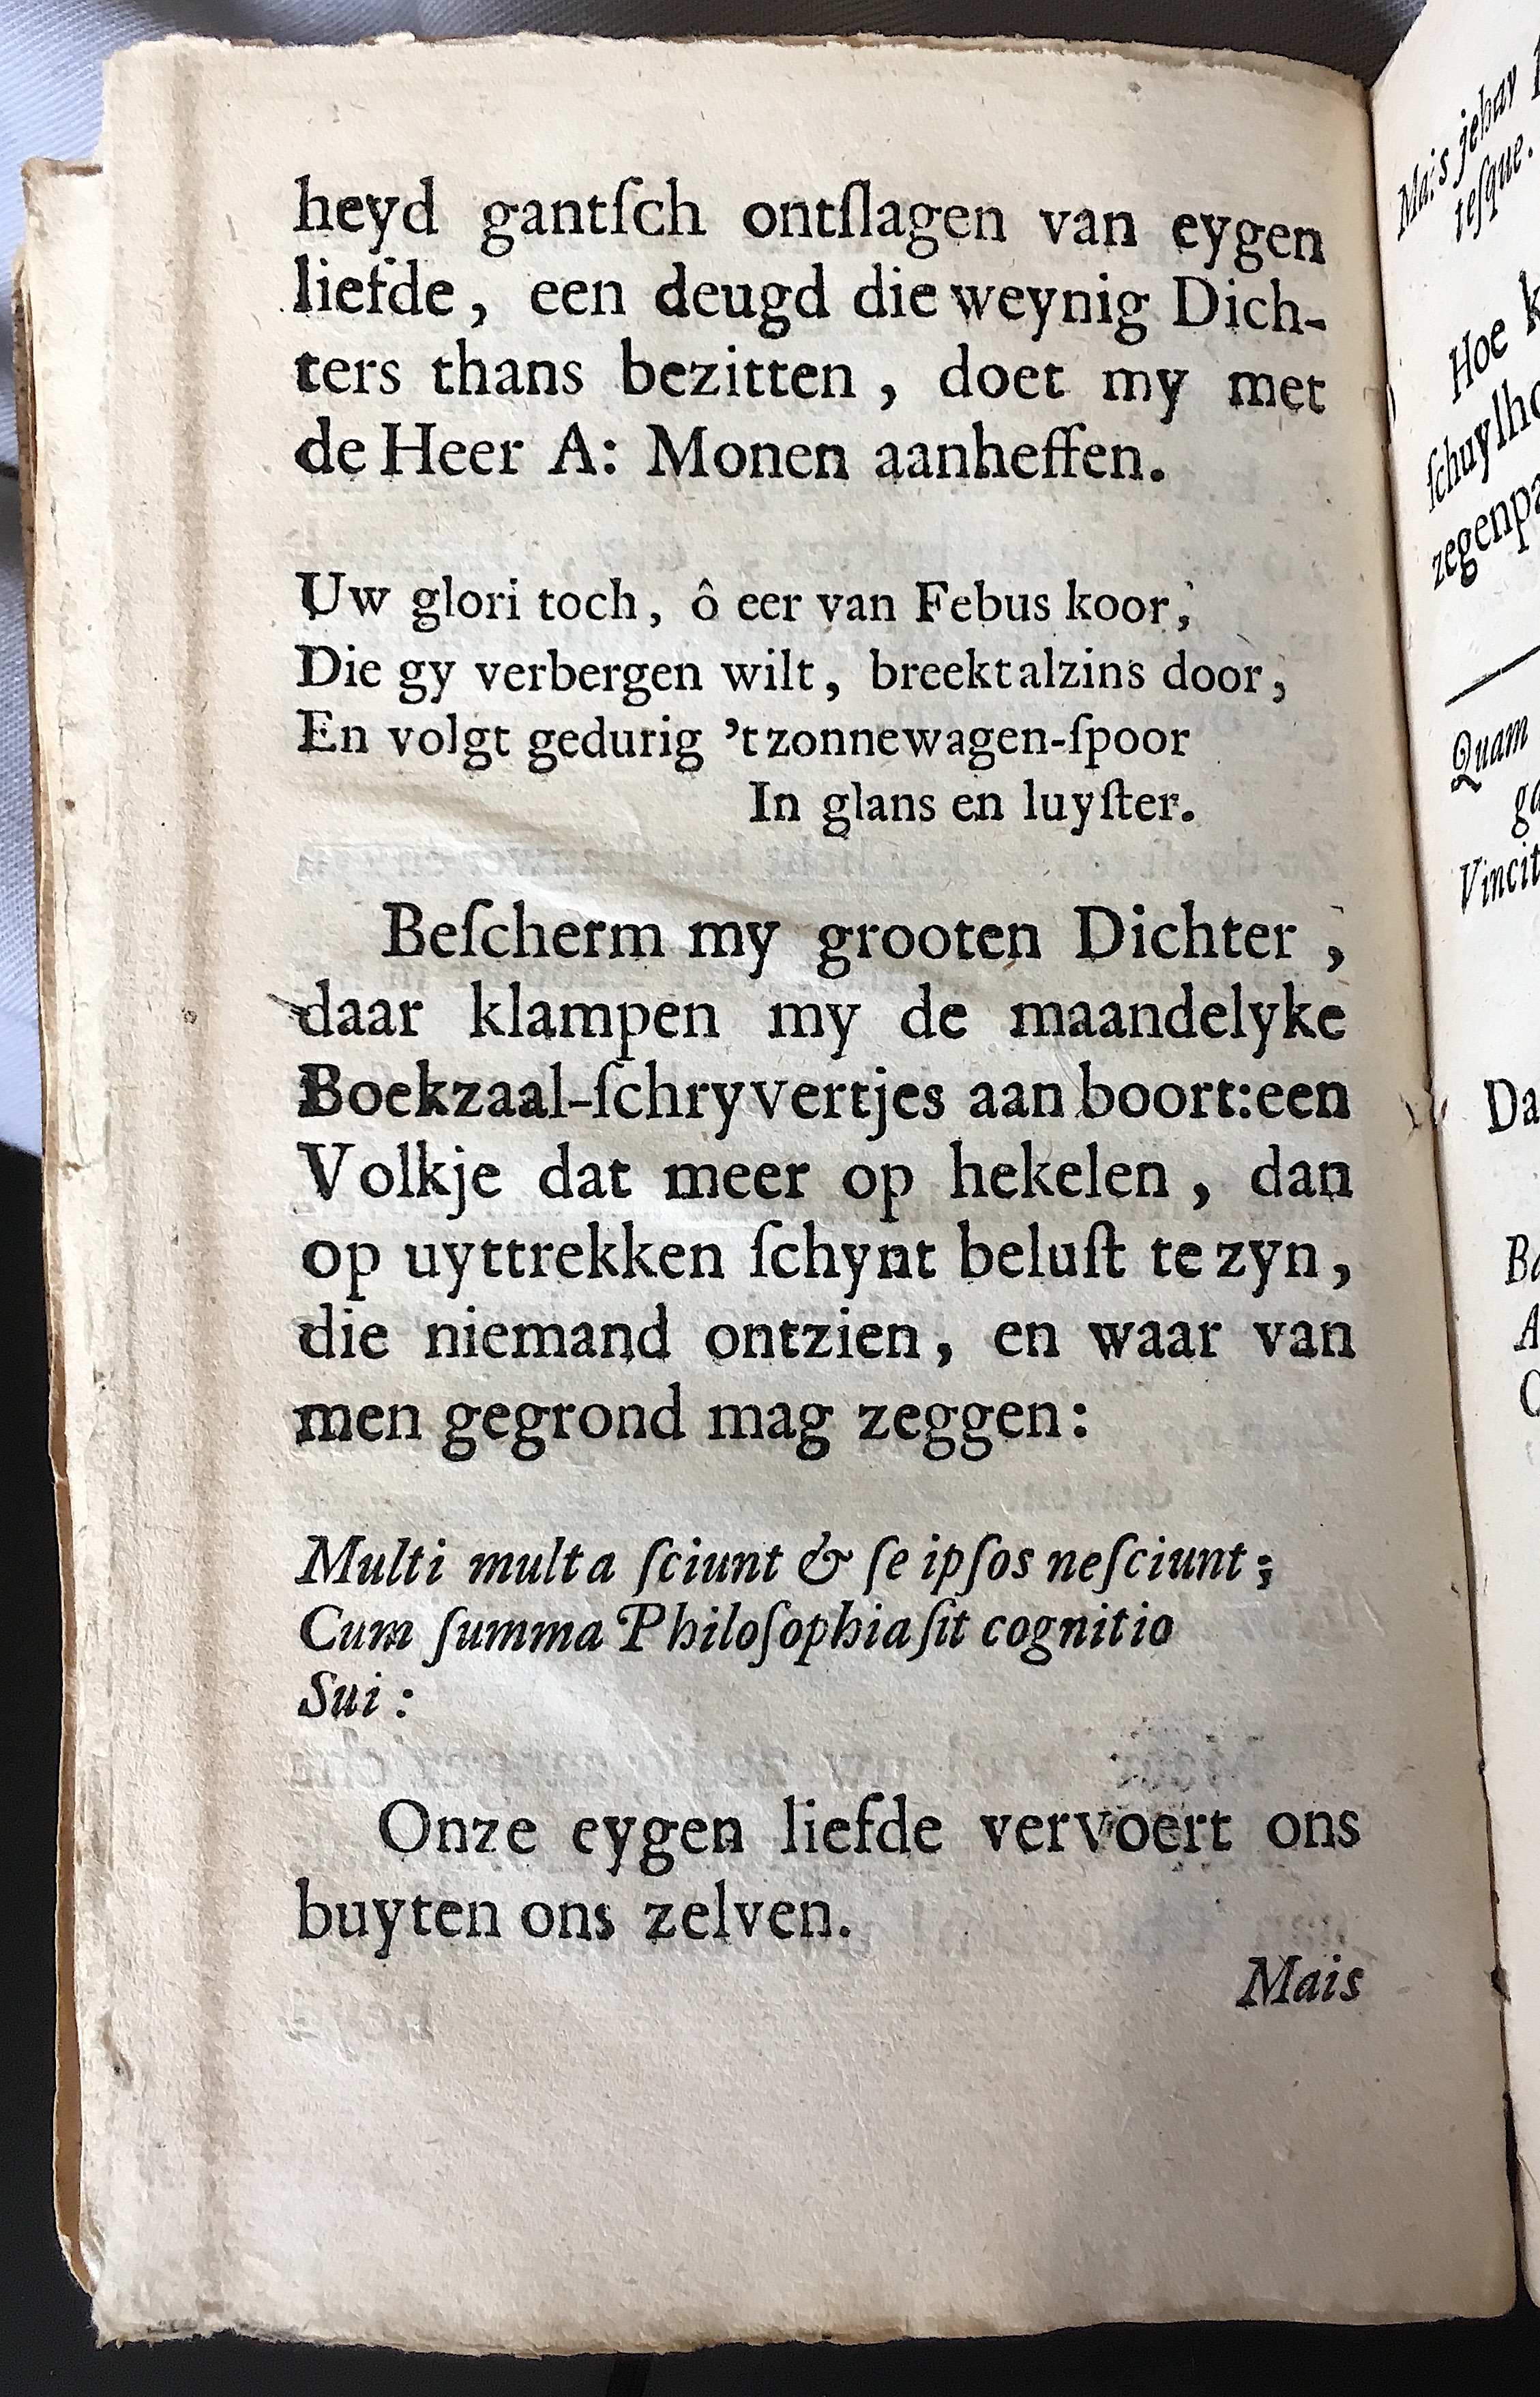 heyd gantſch ontſlagen van eygen
liefde, een deugd die weynig Dich-
ters thans bezitten, doet my met
de Heer A: Monen aanheffen.
Uw glori toch, ô eer van Febus koor,
Die gy verbergen wilt, breekt alzins door,
En volgt gedurig 't zonnewagen-ſpoor
In glans en luyſter.
Beſcherm my grooten Dichter,
daar klampen my de maandelyke
Boekzaal-ſchryvertjes aan boort: een
Volkje dat meer op hekelen, dan
op uyttrekken ſchynt beluſt te zyn,
die niemand ontzien, en waar van
men gegrond mag zeggen:
Multi multa ſciunt & ſe ipſos neſciunt;
Cum ſumma Philoſophia ſit cognitio
Sui:
Onze eygen liefde vervoert ons
buyten ons zelven.
Mais
Mais jehay
teſque.
Hoe
zegenpa
Quam
Vincit
Da